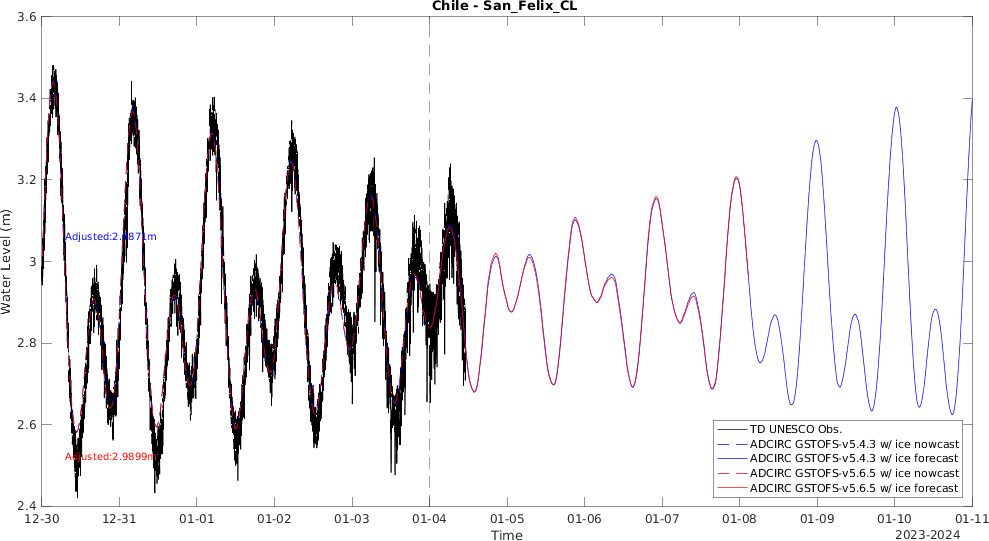 Chile - San_Felix_CL
Water Level (m)
3.6
3.4
3.2
3
2.8
2.6
2.4
Adjusted:2.9899m
TD UNESCO Obs.
ADCIRC GSTOFS-v5.4.3 w/ ice nowcast
ADCIRC GSTOFS-v5.4.3 w/ ice forecast
ADCIRC GSTOFS-v5.6.5 w/ ice nowcast
ADCIRC GSTOFS-v5.6.5 w/ ice forecast
12-30 12-31 01-01 01-02 01-03 01-04 01-05 01-06 01-07 01-08 01-09 01-10 01-11
Time
2023-2024